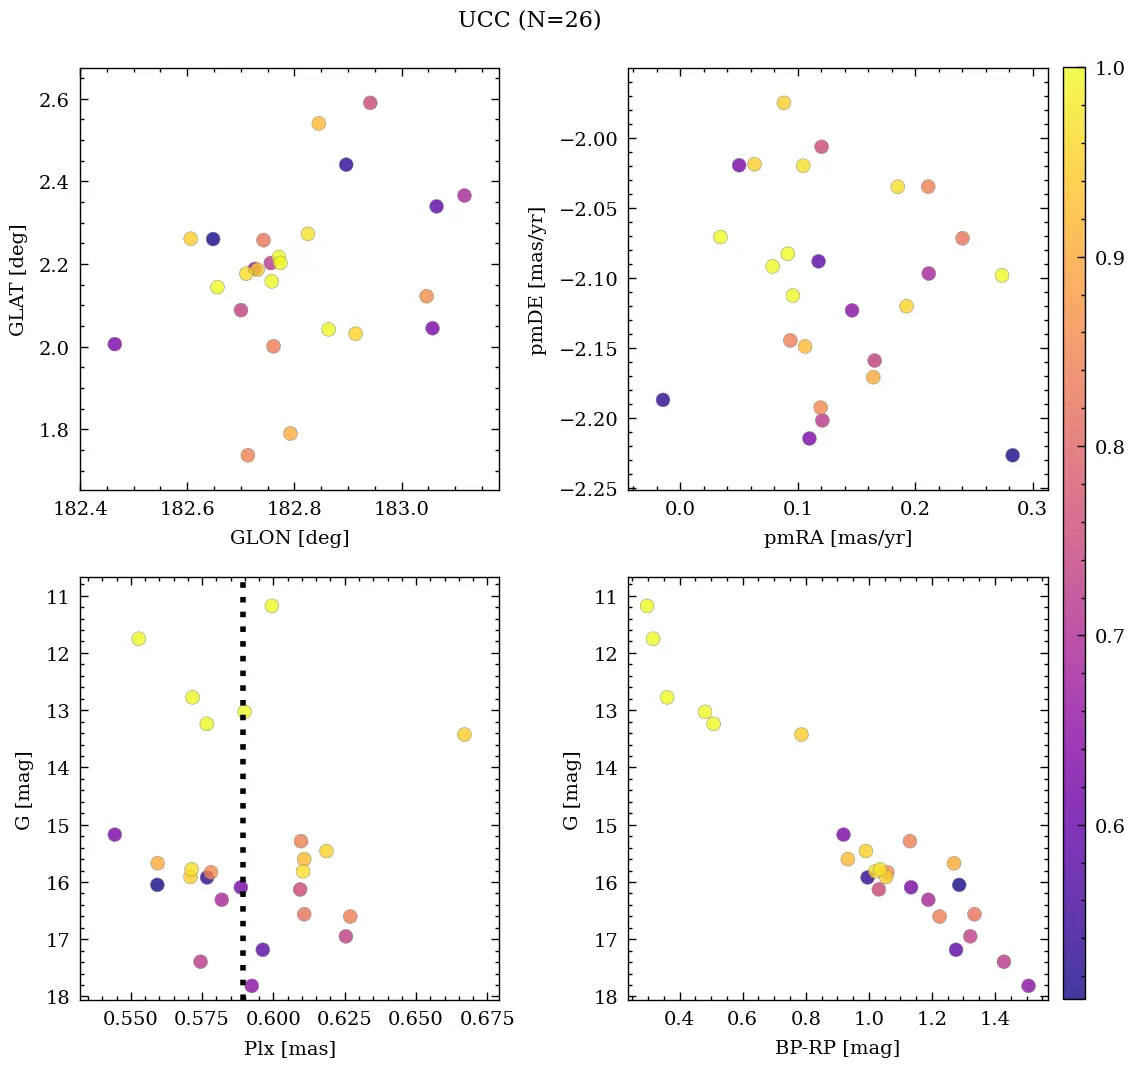 UCC (N=26)
2.6
2.4
2.2
2.0
1.8
GLAT [deg]
182.4 182.6 182.8 183.0
GLON [deg]
−2.00
−2.05
−2.10
−2.15
−2.20
−2.25
pmDE [mas/yr]
0.0 0.1 0.2 0.3
pmRA [mas/yr]
11
12
13
14
15
16
17
18
G [mag]
0.550 0.575 0.600 0.625 0.650 0.675
Plx [mas]
11
12
13
14
15
16
17
18
G [mag]
0.4 0.6 0.8 1.0 1.2 1.4
BP-RP [mag]
1.0
0.9
0.8
0.7
0.6